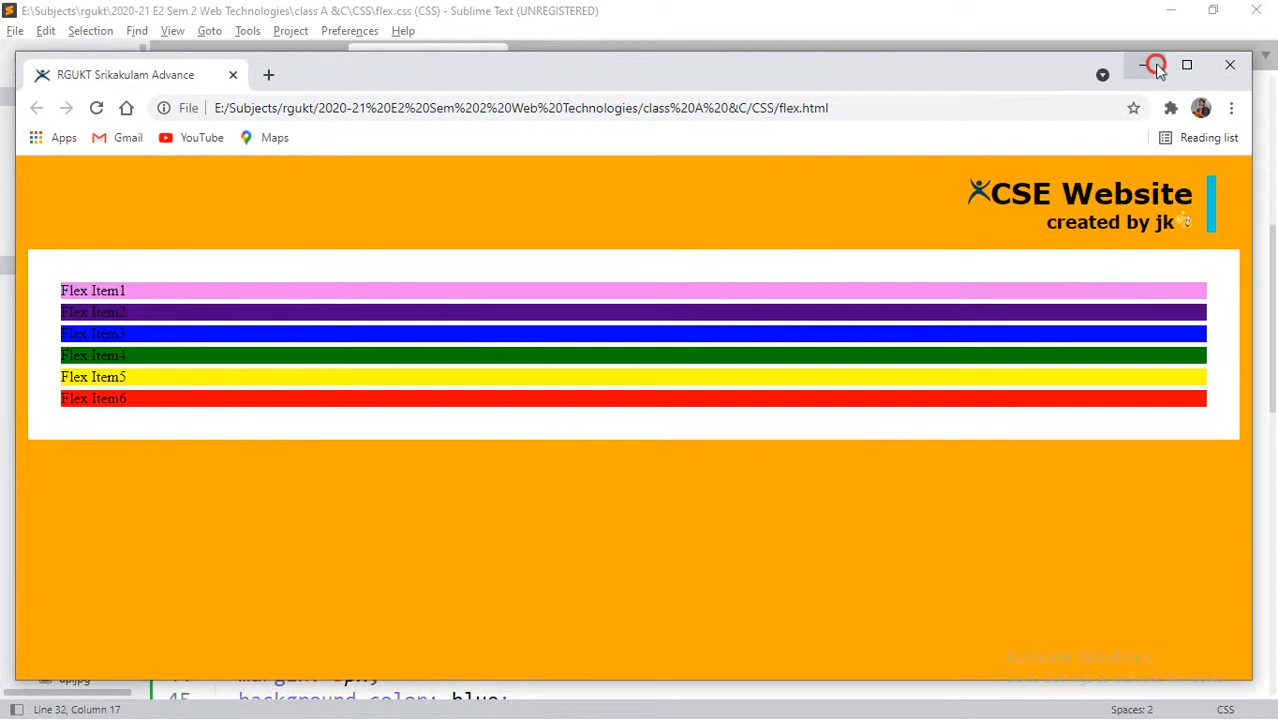 E:\Subjects\rgukt\2020-21 E2 Sem 2 Web Technologies\class A &C\CSS\flex.css (CSS) - Sublime Text (UNREGISTERED)
File Edit Selection Find View Goto Tools Project Preferences Help
RGUKT Srikakulam Advance
File E:/Subjects/rgukt/2020-21%20E2%20Sem%202%20Web%20Technologies/class%20A%20&C/CSS/flex.html
Apps Gmail YouTube Maps Reading list
CSE Website
created by jk
Flex Item1
Flex Item2
Flex Item3
Flex Item4
Flex Item5
Flex Item6
Activate Windows
45 background-color: blue;
Line 32, Column 17 Spaces: 2 CSS